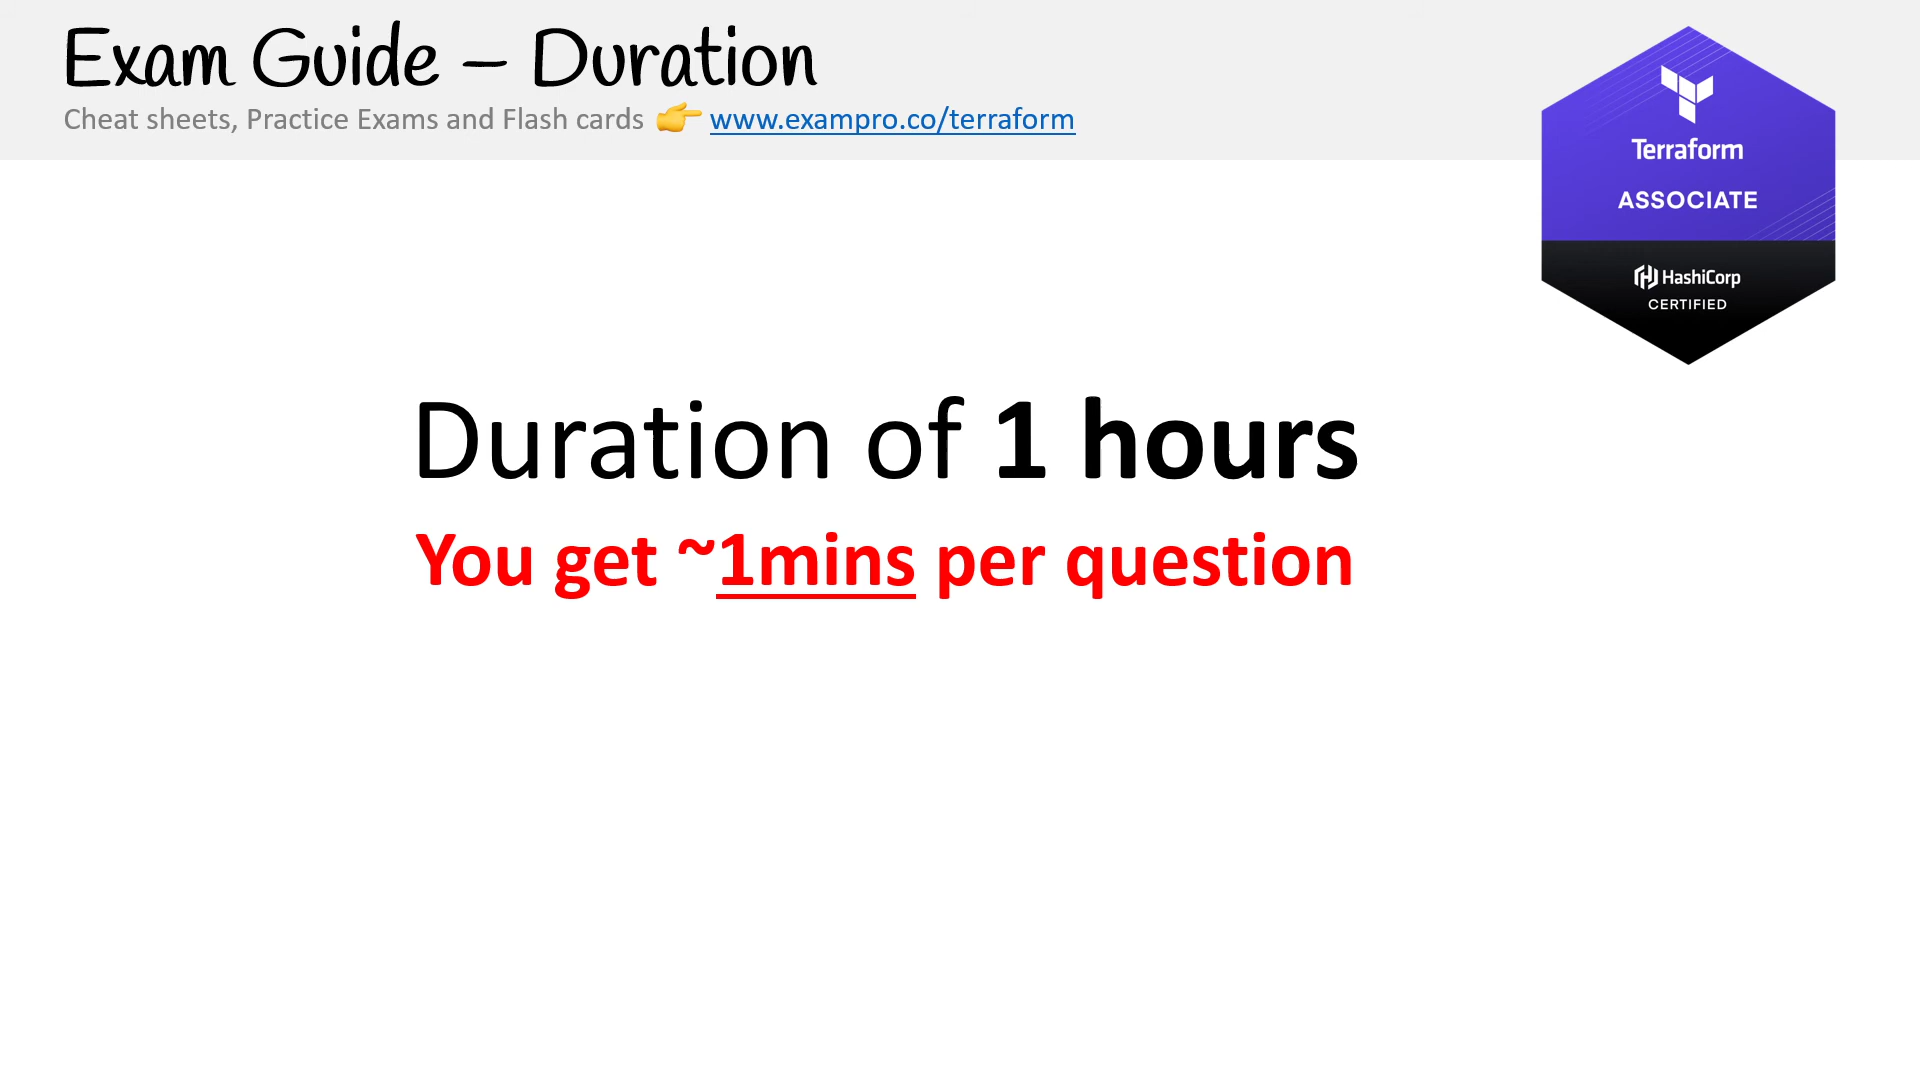 Exam Guide – Duration
Cheat sheets, Practice Exams and Flash cards 👉 www.exampro.co/terraform
Terraform
ASSOCIATE
HashiCorp
CERTIFIED
Duration of 1 hours
You get ~1mins per question